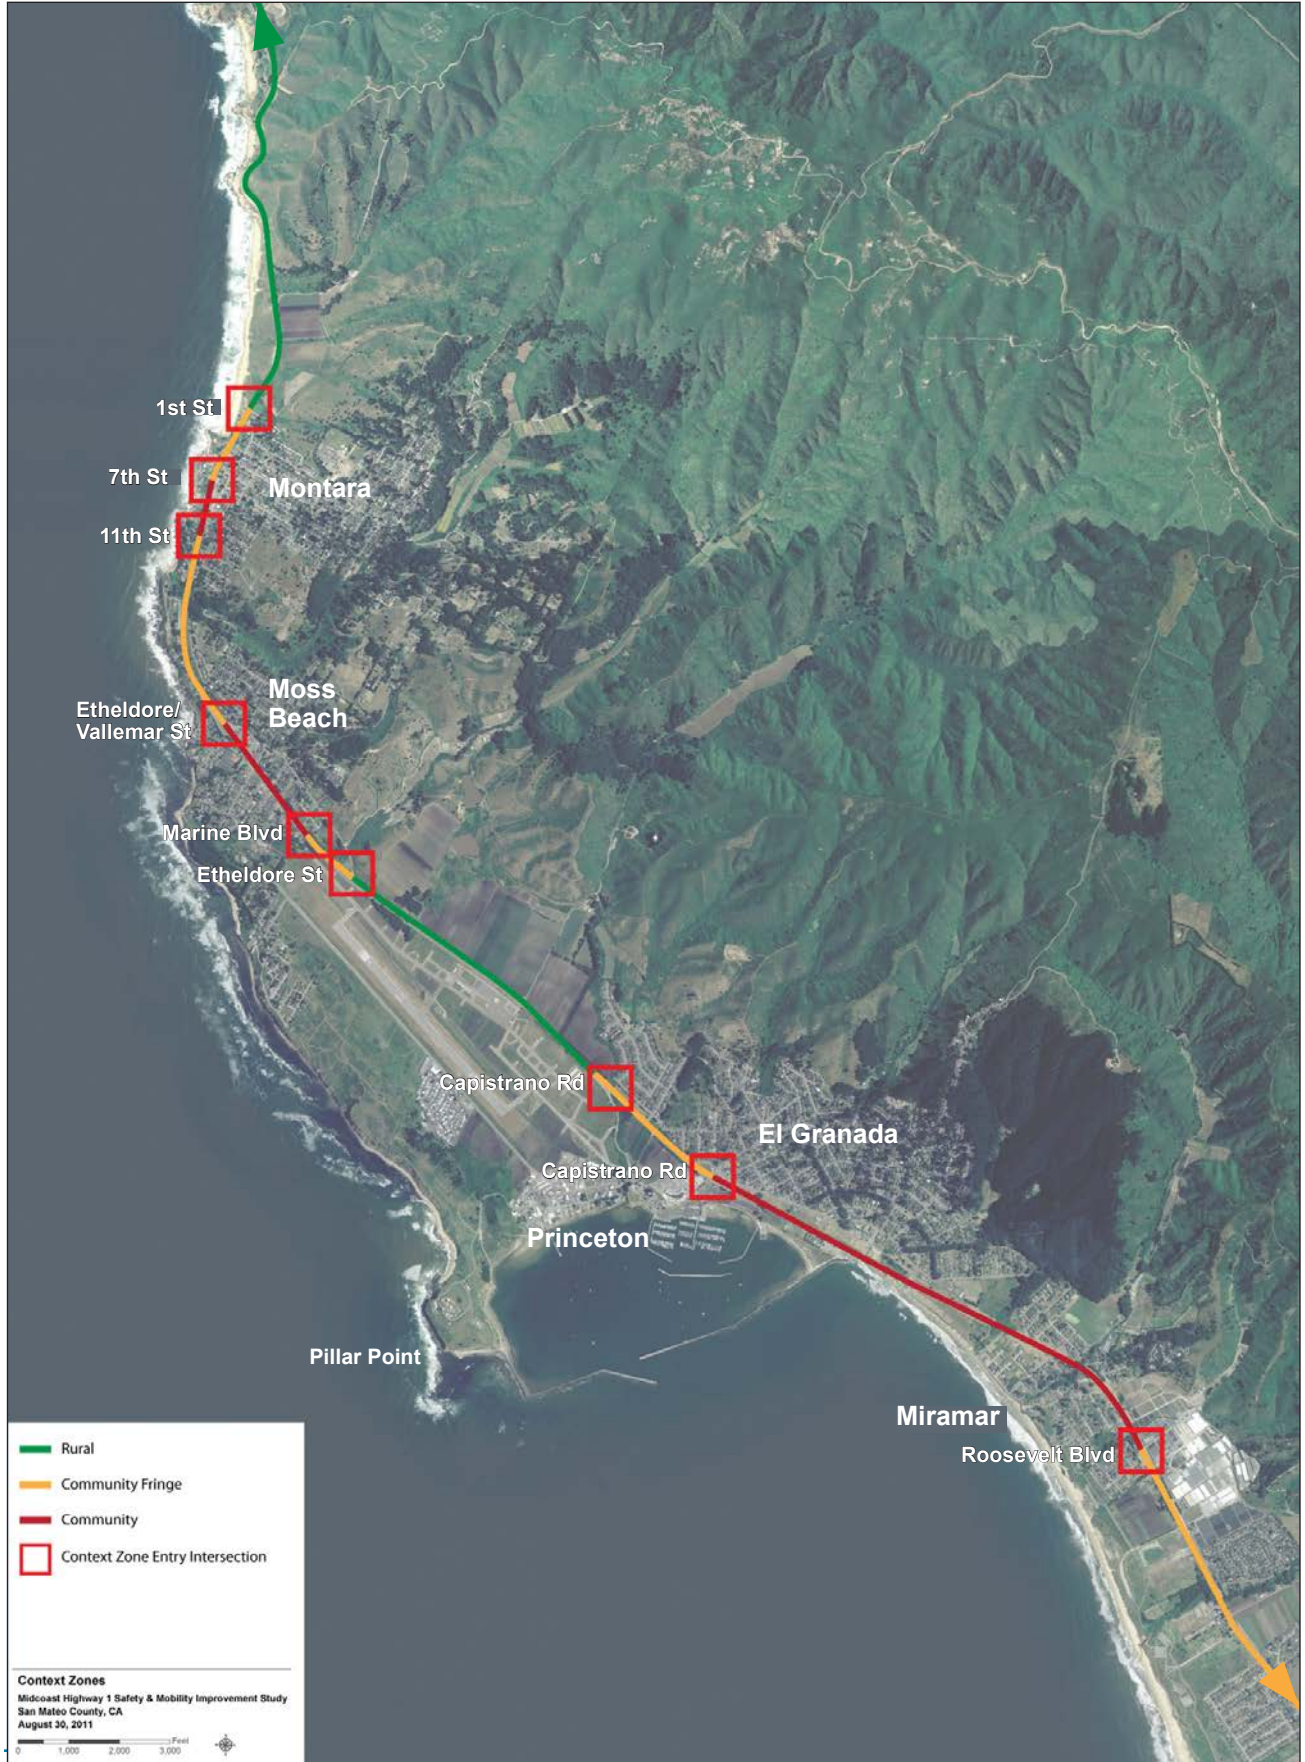 1st St
7th St
Montara
11th St
Moss
Beach
Etheldore/
Vallemar St
Marine Blvd
Etheldore St
Capistrano Rd
El Granada
Capistrano Rd
Princeton
Pillar Point
Miramar
Roosevelt Blvd
Rural
Community Fringe
Community
Context Zone Entry Intersection
Context Zones
Midcoast Highway 1 Safety & Mobility Improvement Study
San Mateo County, CA
August 30, 2011
Feet
0 1,000 2,000 3,000